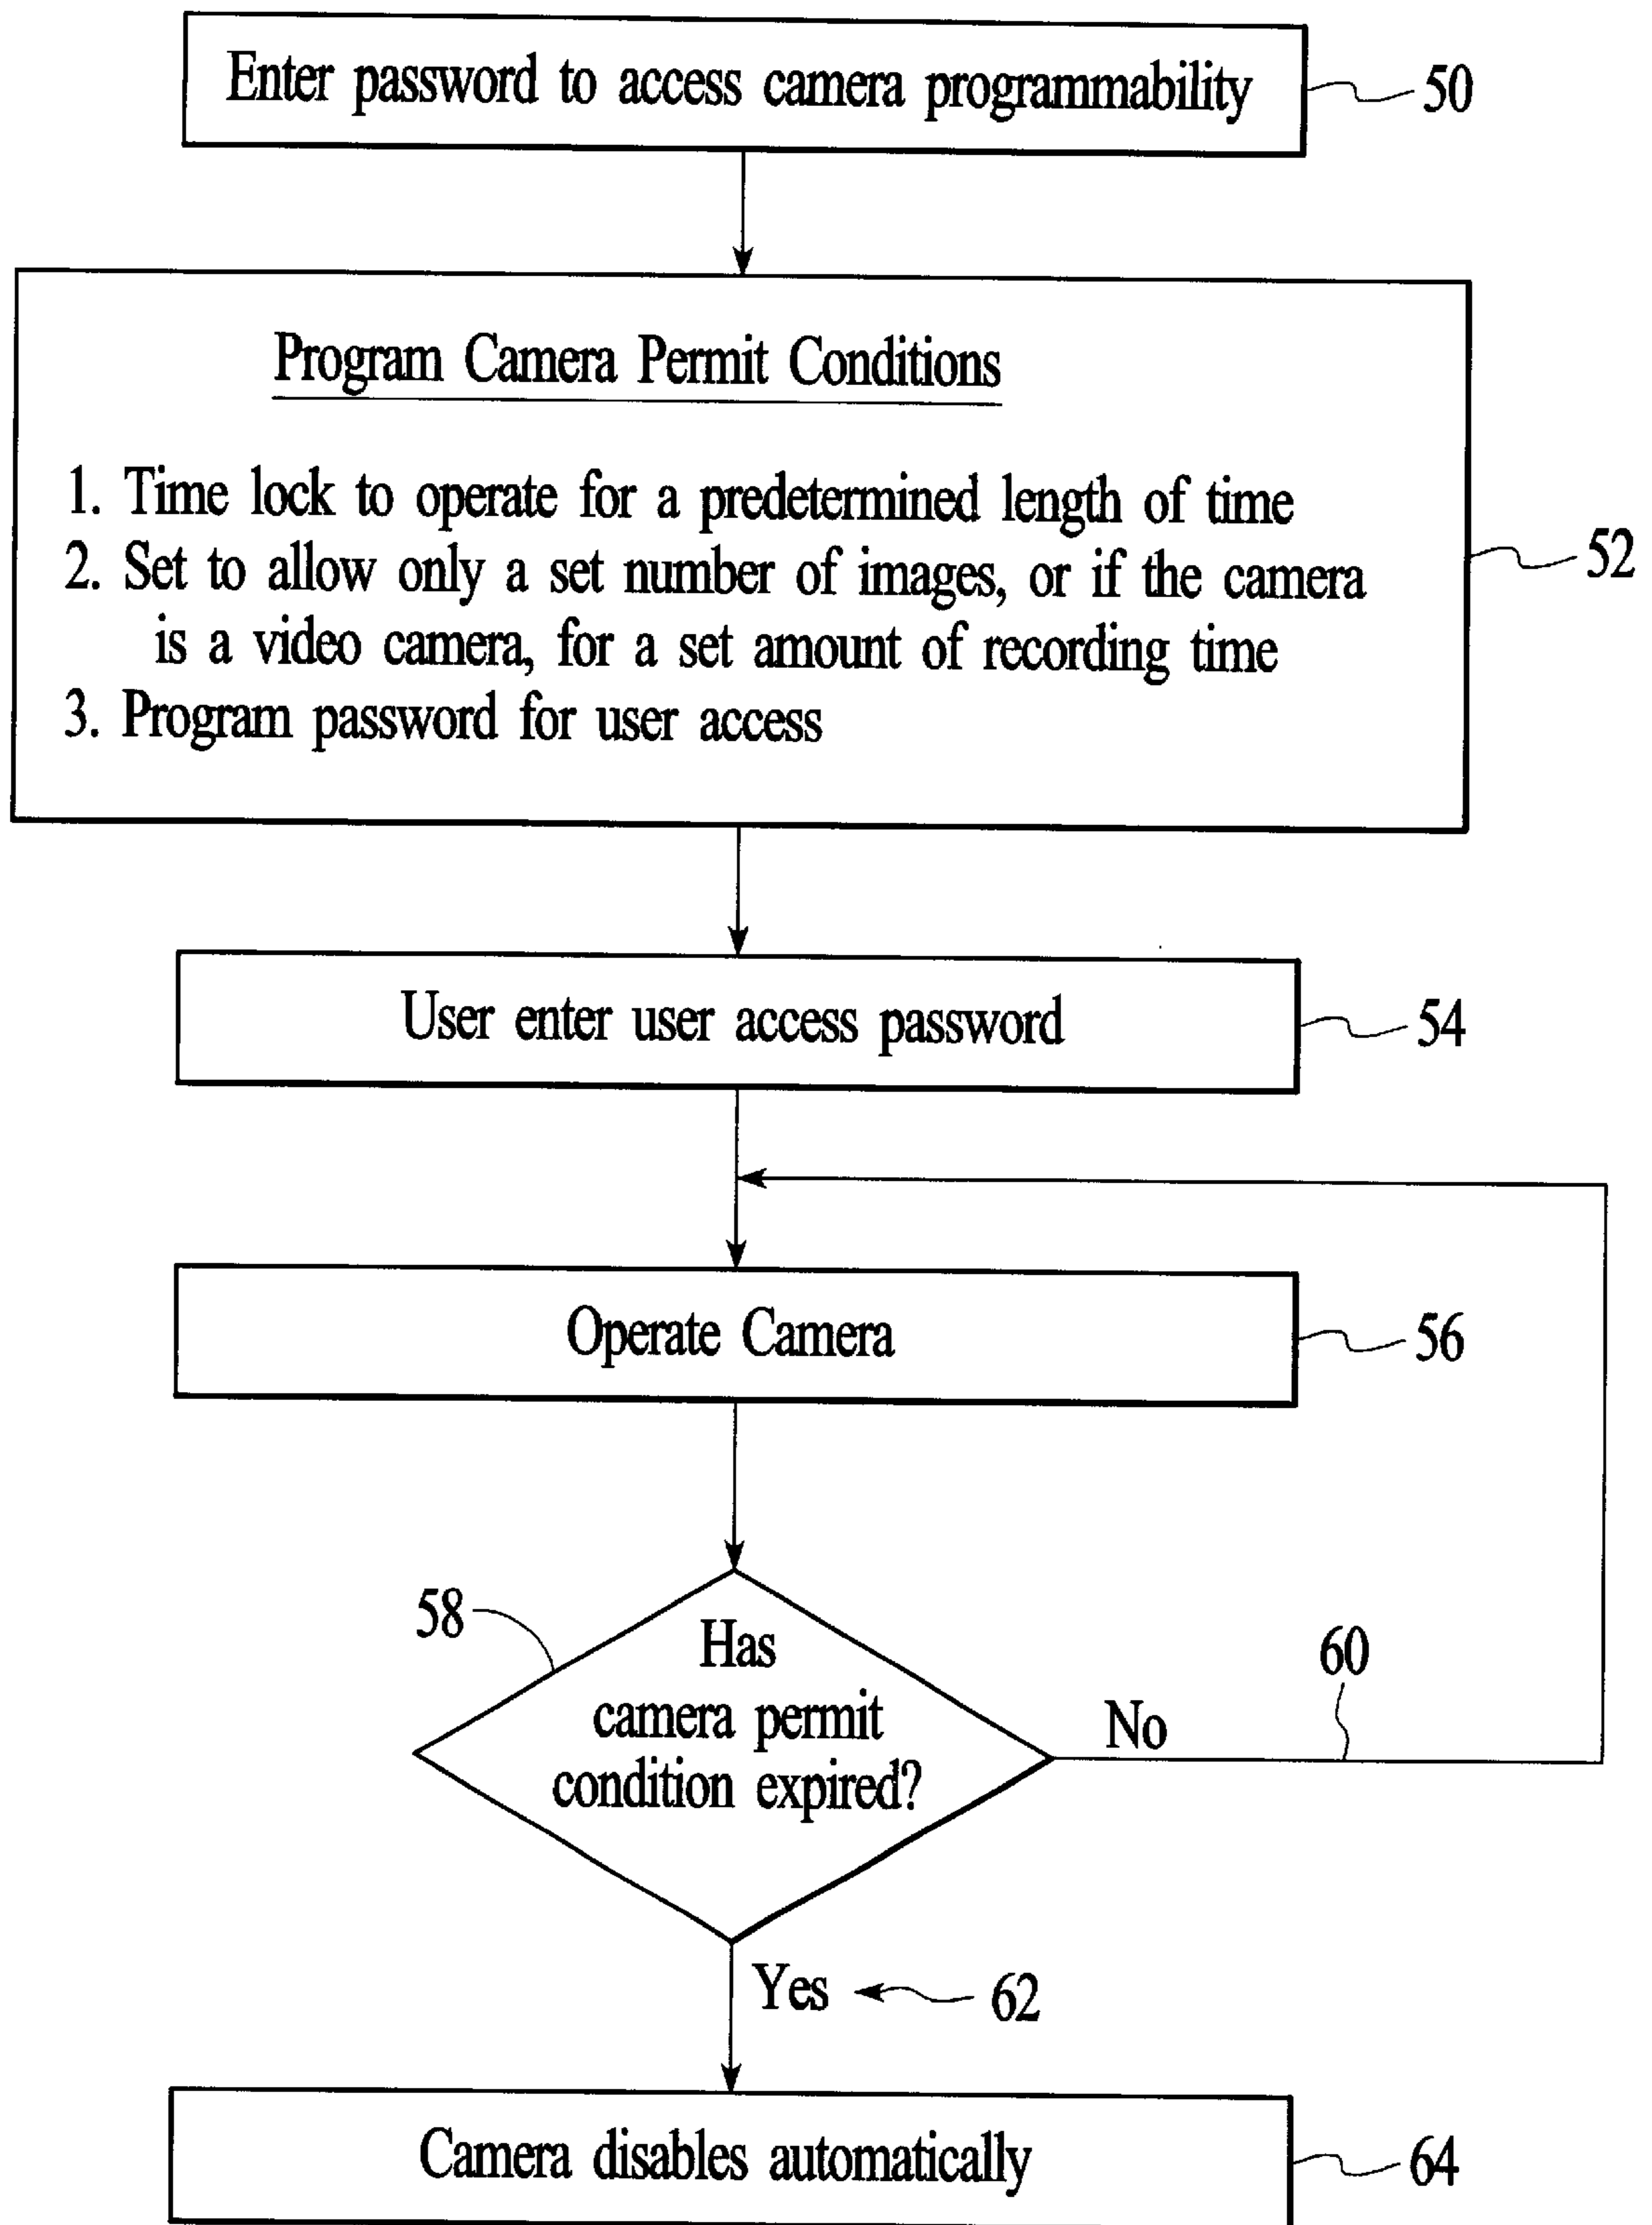 Enter password to access camera programmability
50
Program Camera Permit Conditions
1. Time lock to operate for a predetermined length of time
2. Set to allow only a set number of images, or if the camera
is a video camera, for a set amount of recording time
3. Program password for user access
52
User enter user access password
54
Operate Camera
56
58
Has
camera permit
condition expired?
No
60
Yes
62
Camera disables automatically
64